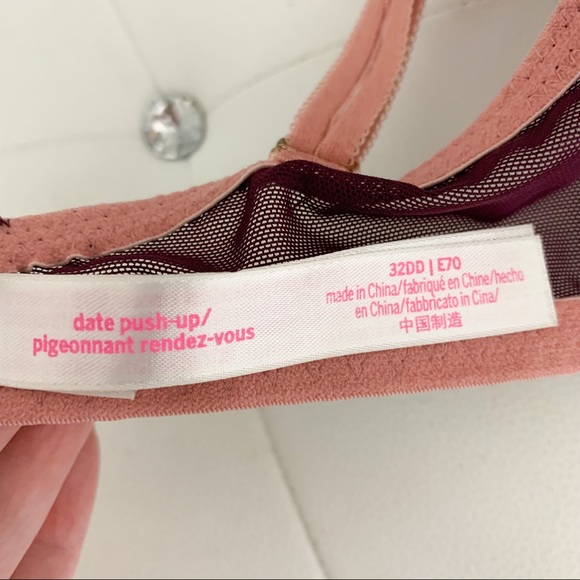 date push-up/
pigeonnant rendez-vous
32DD | E70
made in China/fabriqué en Chine/hecho
en China/fabbricato in Cina/
中国制造